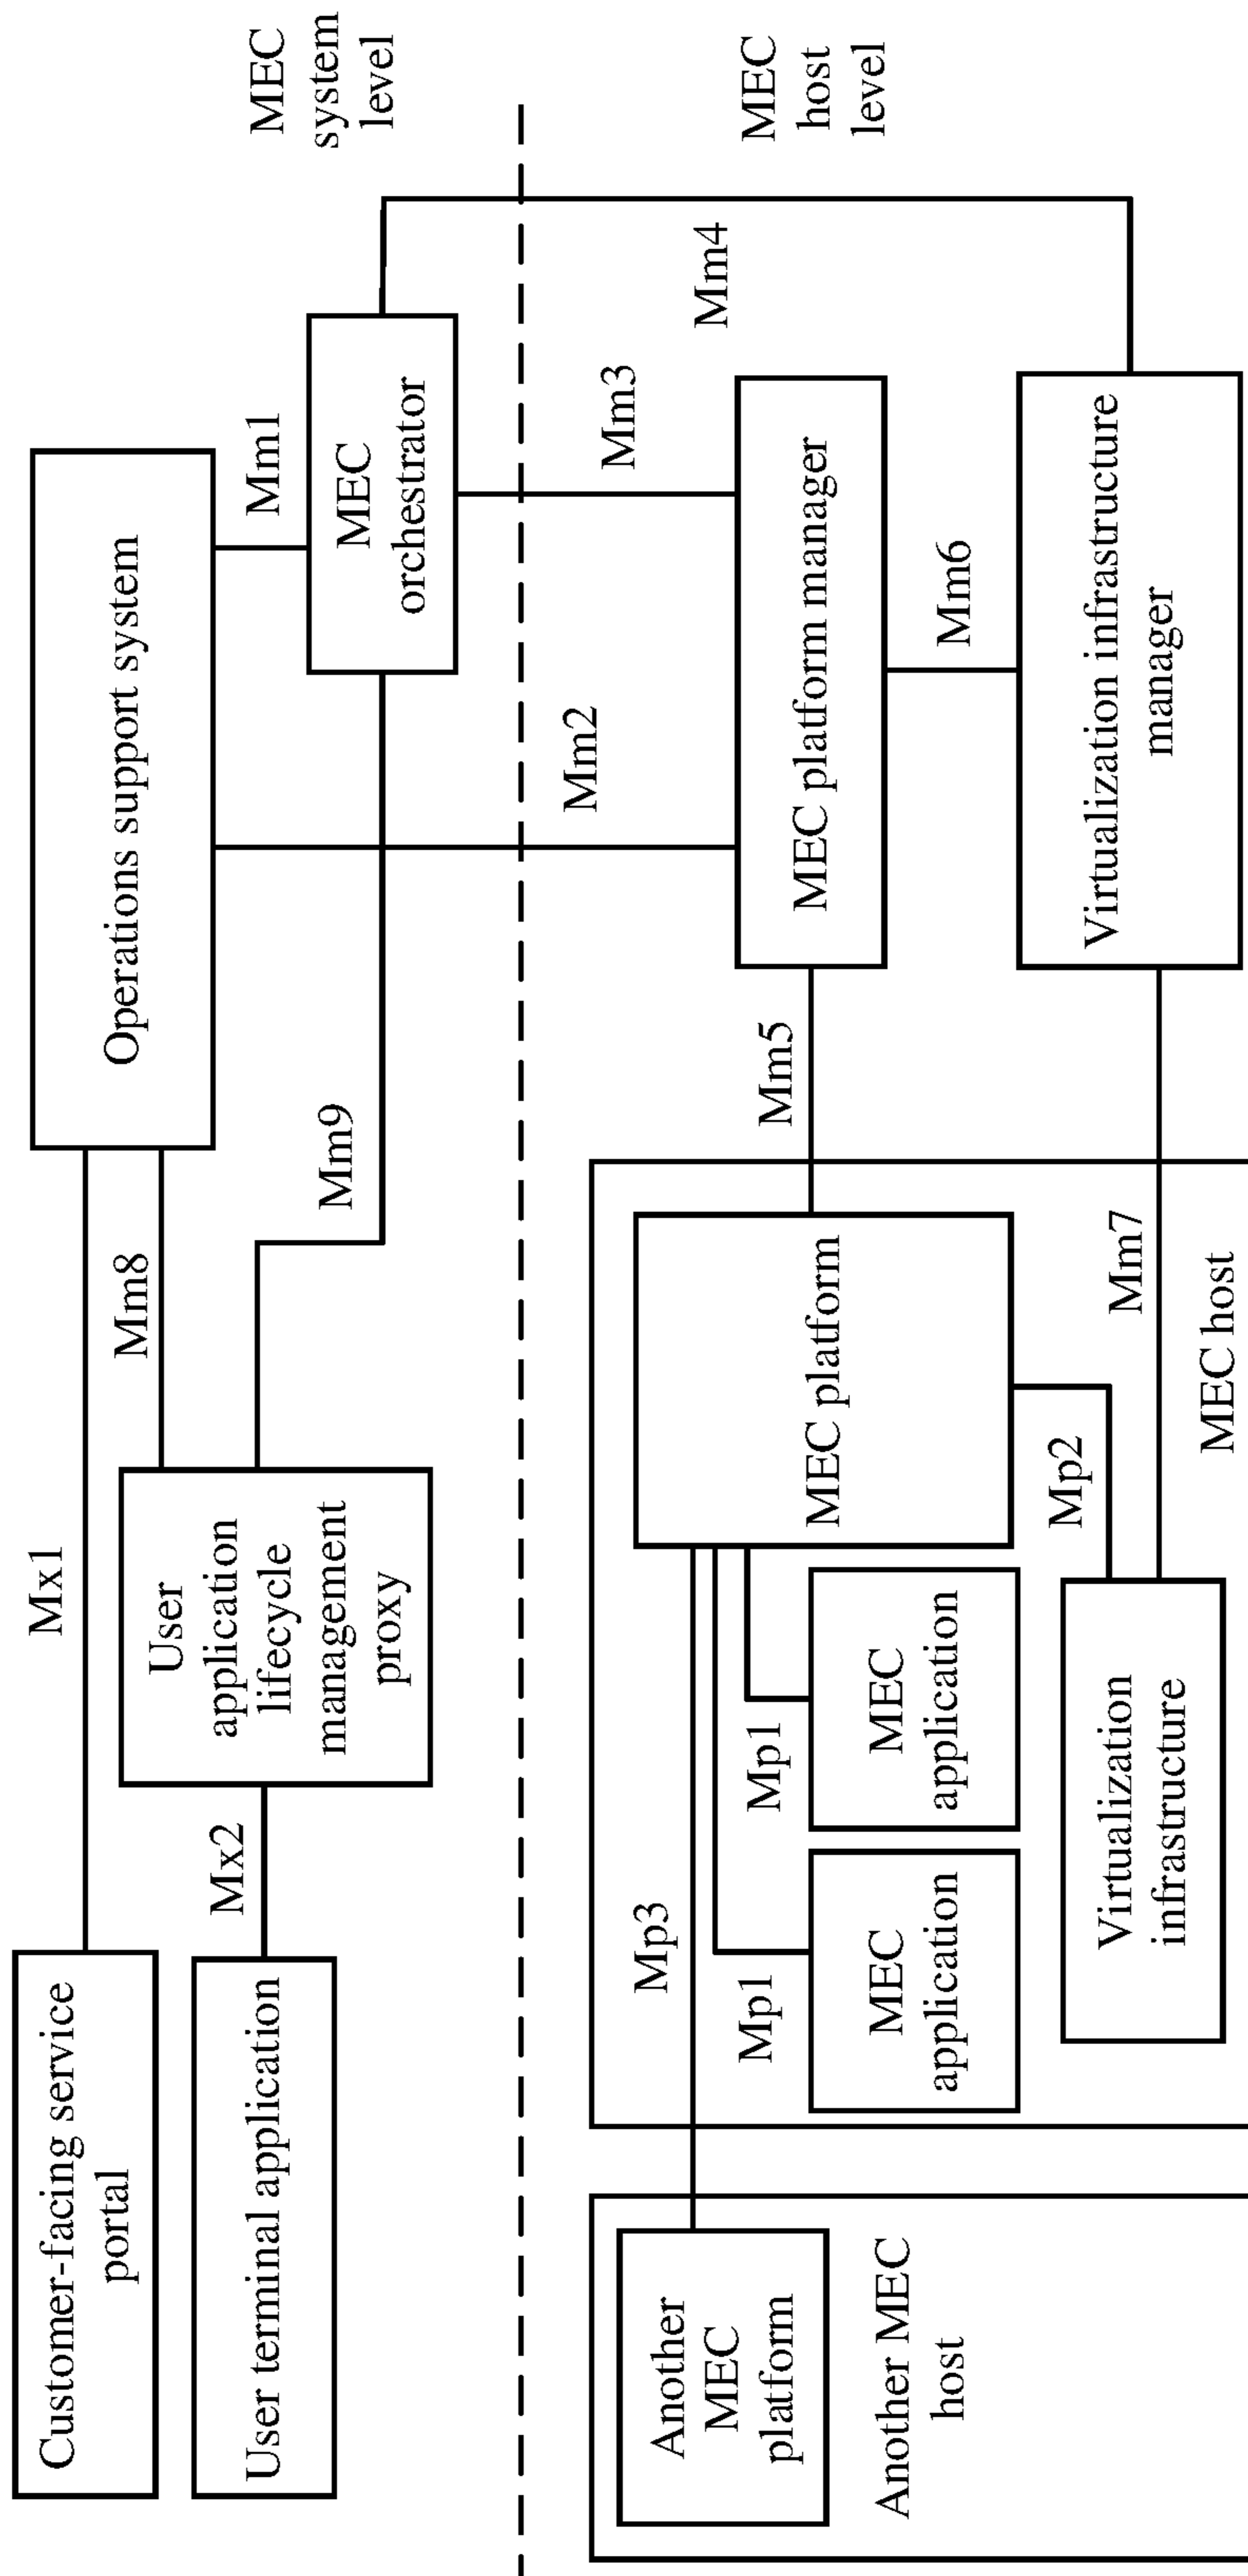 MEC
system
level
Operations support system
Mx1
Customer-facing service
portal
Mm8
Mm1
User
application
lifecycle
management
proxy
Mx2
User terminal application
Mm9
MEC
orchestrator
Mm2
Mm3
Mm4
MEC
host
level
MEC platform manager
Mm5
Mm6
Virtualization infrastructure
manager
Mm7
MEC platform
Mp3
Mp1
Mp1
MEC
application
MEC
application
Mp2
Virtualization
infrastructure
MEC host
Another
MEC
platform
Another MEC
host